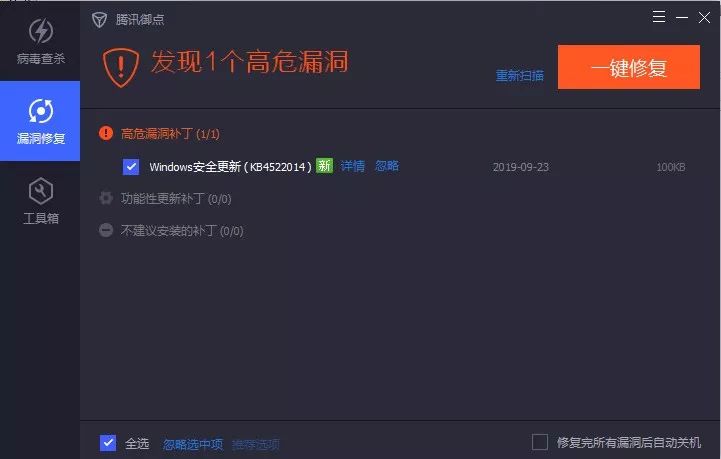 腾讯御点
病毒查杀
漏洞修复
工具箱
发现1个高危漏洞
重新扫描
一键修复
高危漏洞补丁 (1/1)
Windows安全更新 ( KB4522014 ) 新 详情 忽略 2019-09-23 100KB
功能性更新补丁 (0/0)
不建议安装的补丁 (0/0)
全选 忽略选中项 推荐选项 修复完所有漏洞后自动关机